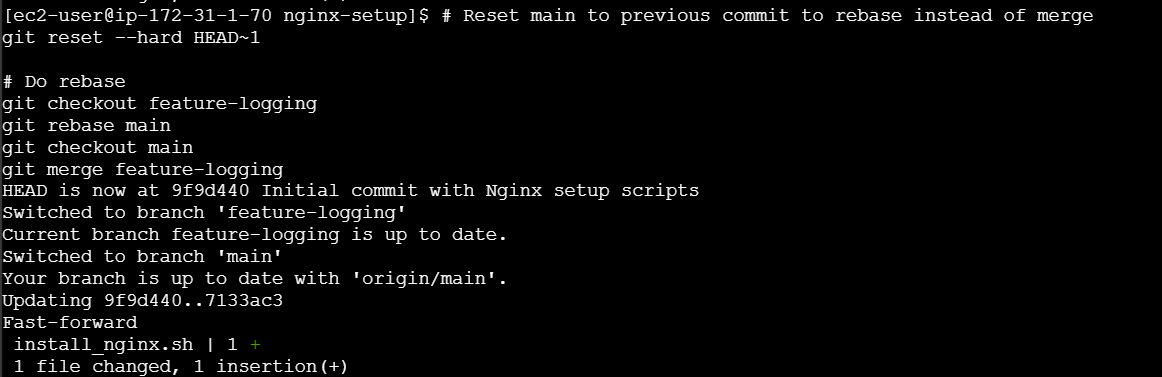 [ec2-user@ip-172-31-1-70 nginx-setup]$ # Reset main to previous commit to rebase instead of merge
git reset --hard HEAD~1

# Do rebase
git checkout feature-logging
git rebase main
git checkout main
git merge feature-logging
HEAD is now at 9f9d440 Initial commit with Nginx setup scripts
Switched to branch 'feature-logging'
Current branch feature-logging is up to date.
Switched to branch 'main'
Your branch is up to date with 'origin/main'.
Updating 9f9d440..7133ac3
Fast-forward
 install_nginx.sh | 1 +
 1 file changed, 1 insertion(+)